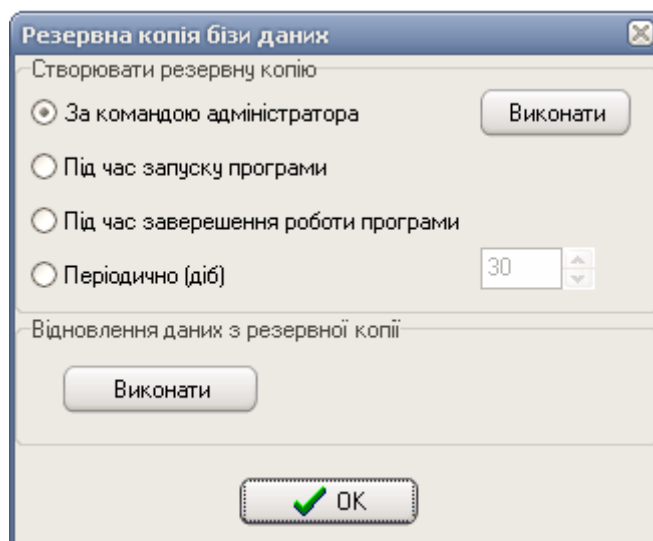 Резервна копія бізи даних
Створювати резервну копію
За командою адміністратора
Виконати
Під час запуску програми
Під час заверешення роботи програми
Періодично (діб)
30
Відновлення даних з резервної копії
Виконати
OK